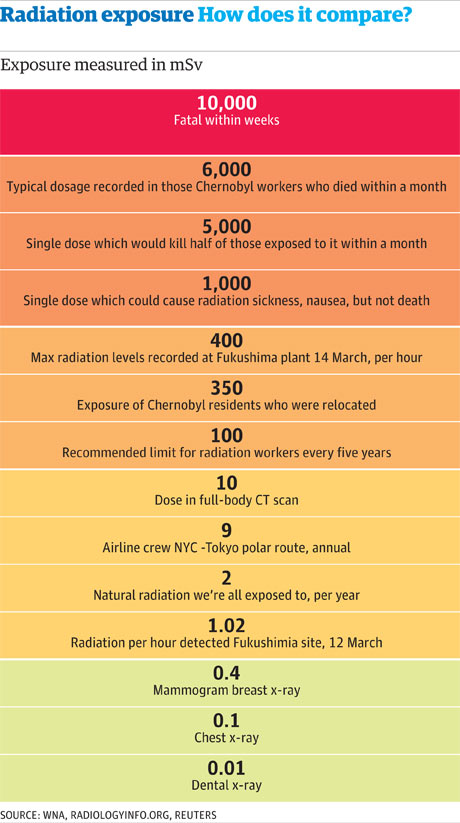 Radiation exposure How does it compare?
Exposure measured in mSv
10,000
Fatal within weeks
6,000
Typical dosage recorded in those Chernobyl workers who died within a month
5,000
Single dose which would kill half of those exposed to it within a month
1,000
Single dose which could cause radiation sickness, nausea, but not death
400
Max radiation levels recorded at Fukushima plant 14 March, per hour
350
Exposure of Chernobyl residents who were relocated
100
Recommended limit for radiation workers every five years
10
Dose in full-body CT scan
9
Airline crew NYC -Tokyo polar route, annual
2
Natural radiation we're all exposed to, per year
1.02
Radiation per hour detected Fukushimia site, 12 March
0.4
Mammogram breast x-ray
0.1
Chest x-ray
0.01
Dental x-ray
SOURCE: WNA, RADIOLOGYINFO.ORG, REUTERS